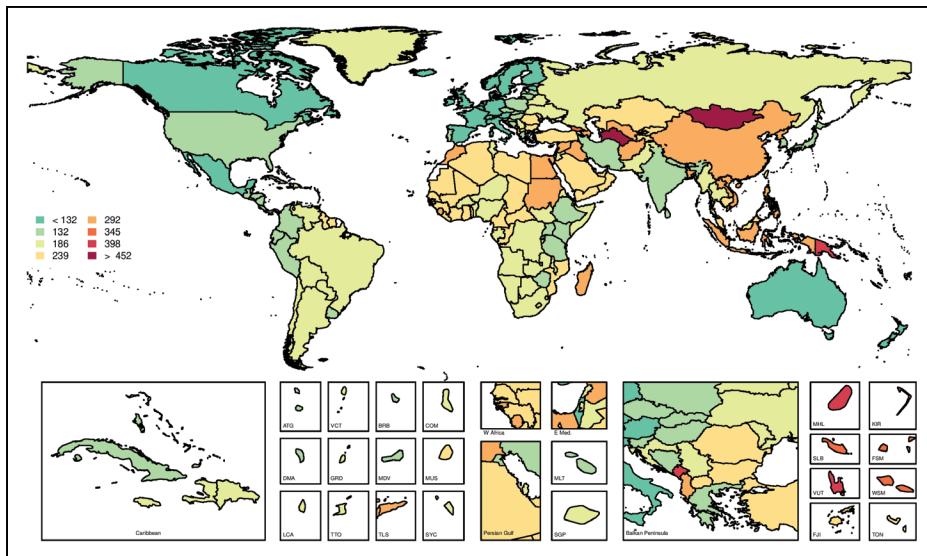 < 132
132
186
239
292
345
398
> 452
Caribbean
ATG
VCT
BRB
COM
DMA
GRD
MDV
MUS
LCA
TTO
TLS
SYC
W Africa
E Med.
Persian Gulf
MLT
SGP
Balkan Peninsula
MHL
KIR
SLB
FSM
VUT
WSM
FJI
TON